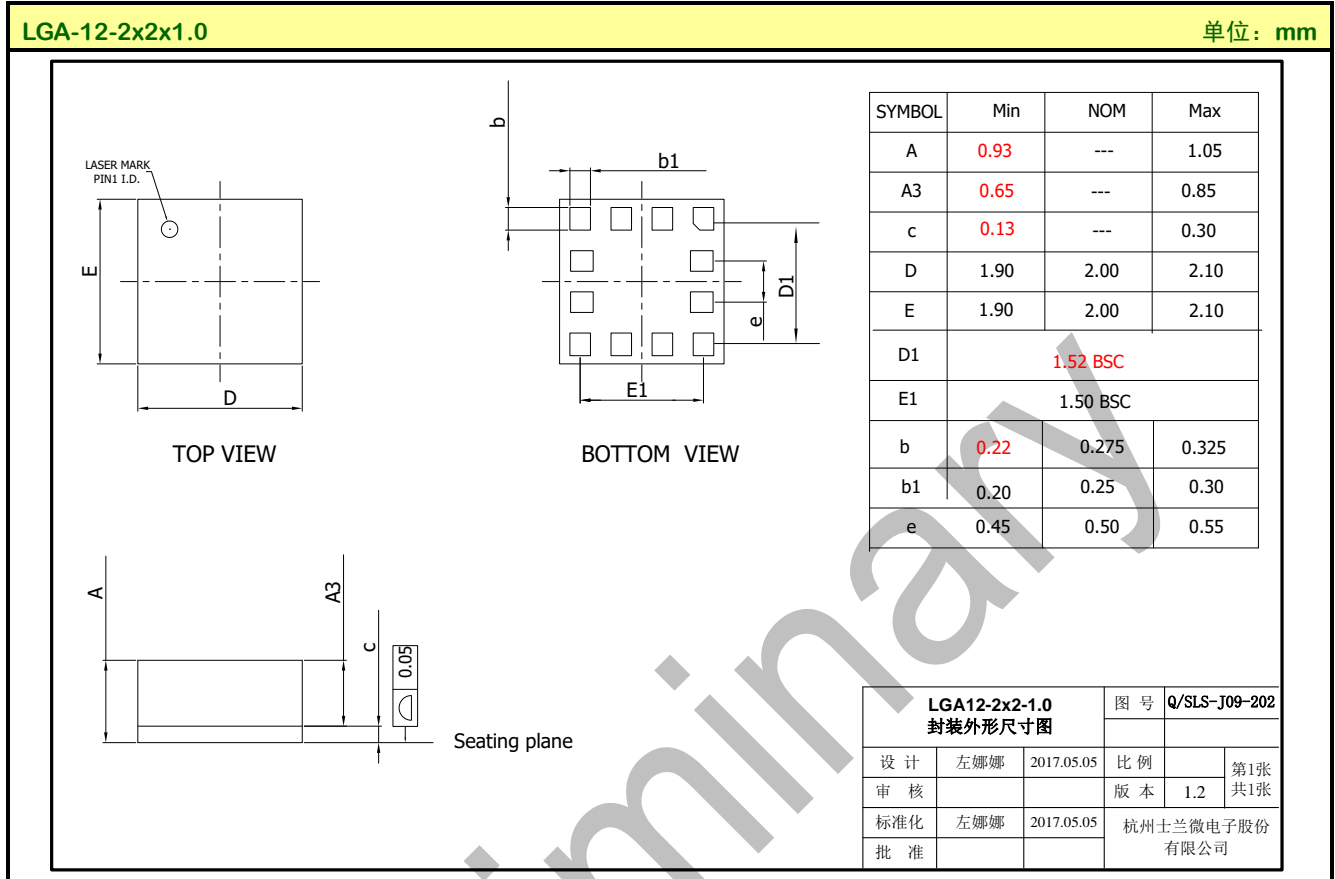 LGA-12-2x2x1.0 单位：mm
LASER MARK
PIN1 I.D.
E
D
TOP VIEW
b
b1
D1
e
E1
BOTTOM VIEW
SYMBOL Min NOM Max
A 0.93 --- 1.05
A3 0.65 --- 0.85
c 0.13 --- 0.30
D 1.90 2.00 2.10
E 1.90 2.00 2.10
D1 1.52 BSC
E1 1.50 BSC
b 0.22 0.275 0.325
b1 0.20 0.25 0.30
e 0.45 0.50 0.55
A
A3
c
0.05
Seating plane
LGA12-2x2-1.0
封装外形尺寸图
图 号 Q/SLS-J09-202
设 计 左娜娜 2017.05.05 比 例
第1张
共1张
审 核 版 本 1.2
标准化 左娜娜 2017.05.05
杭州士兰微电子股份
有限公司
批 准